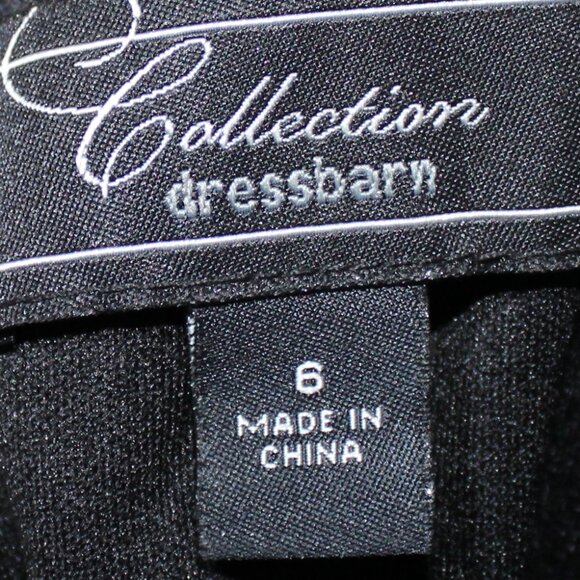 Collection
dressbarn
6
MADE IN
CHINA